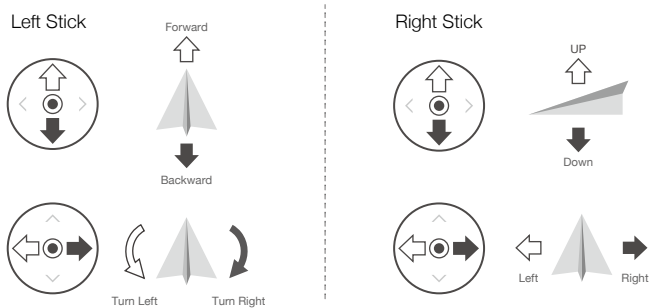 Left Stick
Forward
Backward
Turn Left
Turn Right
Right Stick
UP
Down
Left
Right